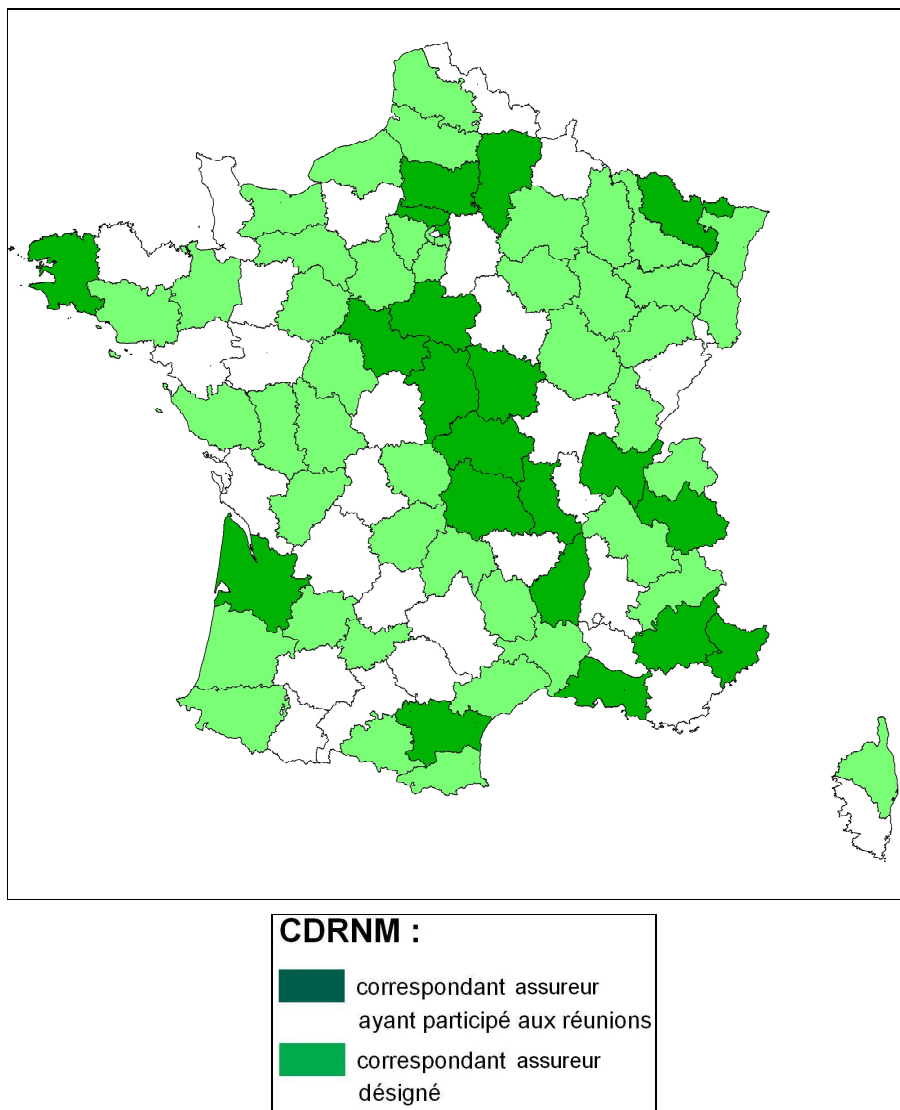 CDRNM :
correspondant assureur
ayant participé aux réunions
correspondant assureur
désigné